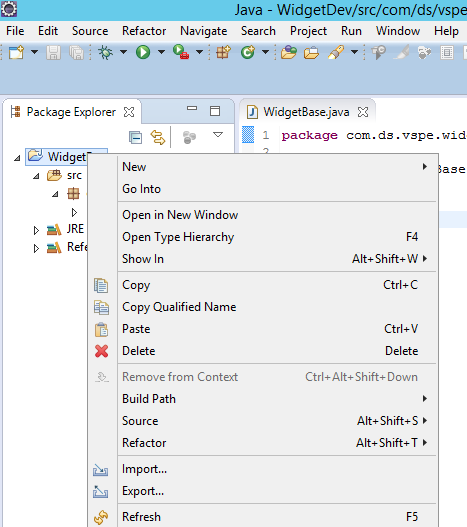 Java - WidgetDev/src/com/ds/vspe
File Edit Source Refactor Navigate Search Project Run Window Help
Package Explorer
WidgetBase.java
1 package com.ds.vspe.wid
2
WidgetD
Base
src
JRE
Refe
New
Go Into
Open in New Window
Open Type Hierarchy F4
Show In Alt+Shift+W
Copy Ctrl+C
Copy Qualified Name
Paste Ctrl+V
Delete Delete
Remove from Context Ctrl+Alt+Shift+Down
Build Path
Source Alt+Shift+S
Refactor Alt+Shift+T
Import...
Export...
Refresh F5